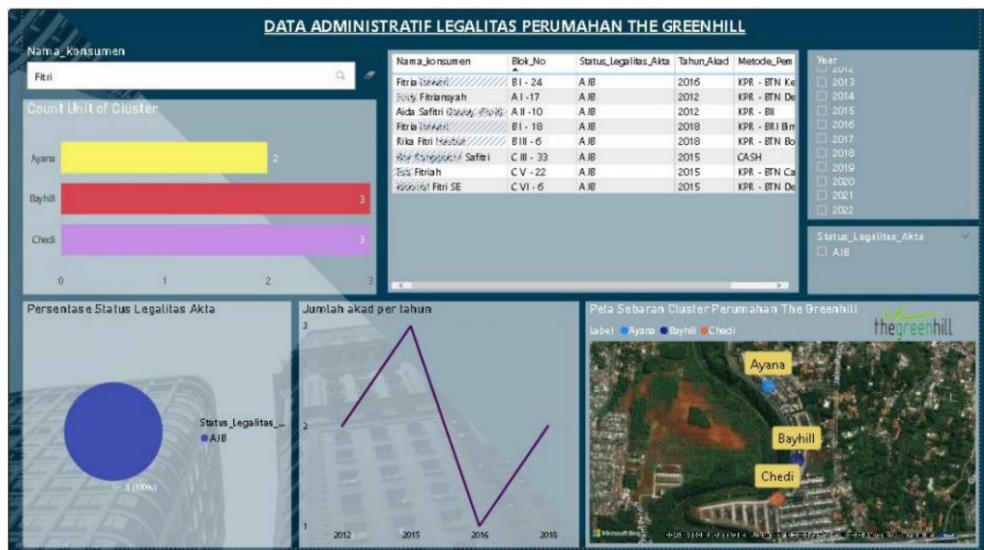 DATA ADMINISTRATIF LEGALITAS PERUMAHAN THE GREENHILL
Nama_konsumen
Fitri
Count Unit of Cluster
Ayana 2
Bayhill 3
Chedi 3
0 1 2 3
Nama_konsumen Blok_No Status_Legalitas_Akta Tahun_Akad Metode_Pem
Fitria B I - 24 AJB 2016 KPR - BTN Ke
Fitriansyah A I -17 AJB 2012 KPR - BTN De
Aida Safitri A II -10 AJB 2012 KPR - BII
Fitria B I - 18 AJB 2018 KPR - BRI Bim
Rika Fitri B III - 6 AJB 2018 KPR - BTN Bo
Safitri C III - 33 AJB 2015 CASH
Fitriah C V - 22 AJB 2015 KPR - BTN Ca
Fitri SE C VI - 6 AJB 2015 KPR - BTN De
Year
2012
2013
2014
2015
2016
2017
2018
2019
2020
2021
2022
Status_Legalitas_Akta
AJB
Persentase Status Legalitas Akta
Status_Legalitas_...
AJB
8 (100%)
Jumlah akad per tahun
3
2
1
2012 2015 2016 2018
Peta Sebaran Cluster Perumahan The Greenhill
thegreenhill
Label Ayana Bayhill Chedi
Ayana
Bayhill
Chedi
Microsoft Bing